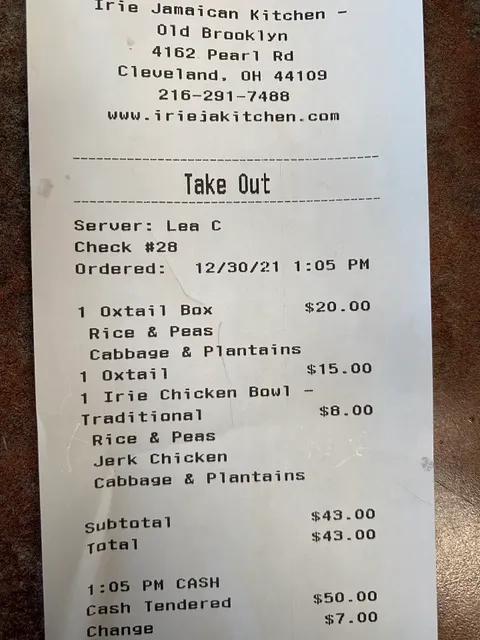 Irie Jamaican Kitchen -
Old Brooklyn
4162 Pearl Rd
Cleveland, OH 44109
216-291-7488
www.iriejakitchen.com
Take Out
Server: Lea C
Check #28
Ordered: 12/30/21 1:05 PM
1 Oxtail Box $20.00
Rice & Peas
Cabbage & Plantains
1 Oxtail $15.00
1 Irie Chicken Bowl -
Traditional $8.00
Rice & Peas
Jerk Chicken
Cabbage & Plantains
Subtotal $43.00
Total $43.00
1:05 PM CASH
Cash Tendered $50.00
Change $7.00